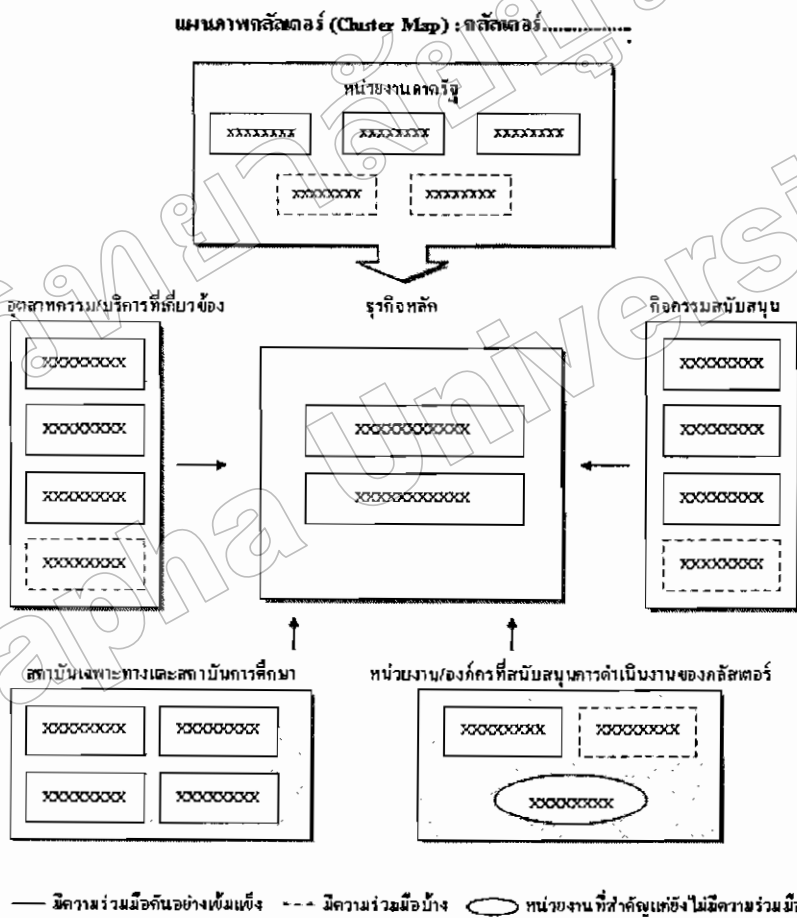 แผนภาพคลัสเตอร์ (Cluster Map) : คลัสเตอร์..................
หน่วยงานภาครัฐ
XXXXXXXX XXXXXXXX XXXXXXXX
XXXXXXXX XXXXXXXX
อุตสาหกรรม/บริการที่เกี่ยวข้อง
XXXXXXXX
XXXXXXXX
XXXXXXXX
XXXXXXXX
ธุรกิจหลัก
XXXXXXXXXXX
XXXXXXXXXXX
กิจกรรมสนับสนุน
XXXXXXXX
XXXXXXXX
XXXXXXXX
XXXXXXXX
สถาบันเฉพาะทางและสถาบันการศึกษา
XXXXXXXX XXXXXXXX
XXXXXXXX XXXXXXXX
หน่วยงาน/องค์กรที่สนับสนุนการดำเนินงานของคลัสเตอร์
XXXXXXXX XXXXXXXX
XXXXXXXX
มีความร่วมมือกันอย่างเข้มแข็ง มีความร่วมมือบ้าง หน่วยงานที่สำคัญแต่ยังไม่มีความร่วมมือ